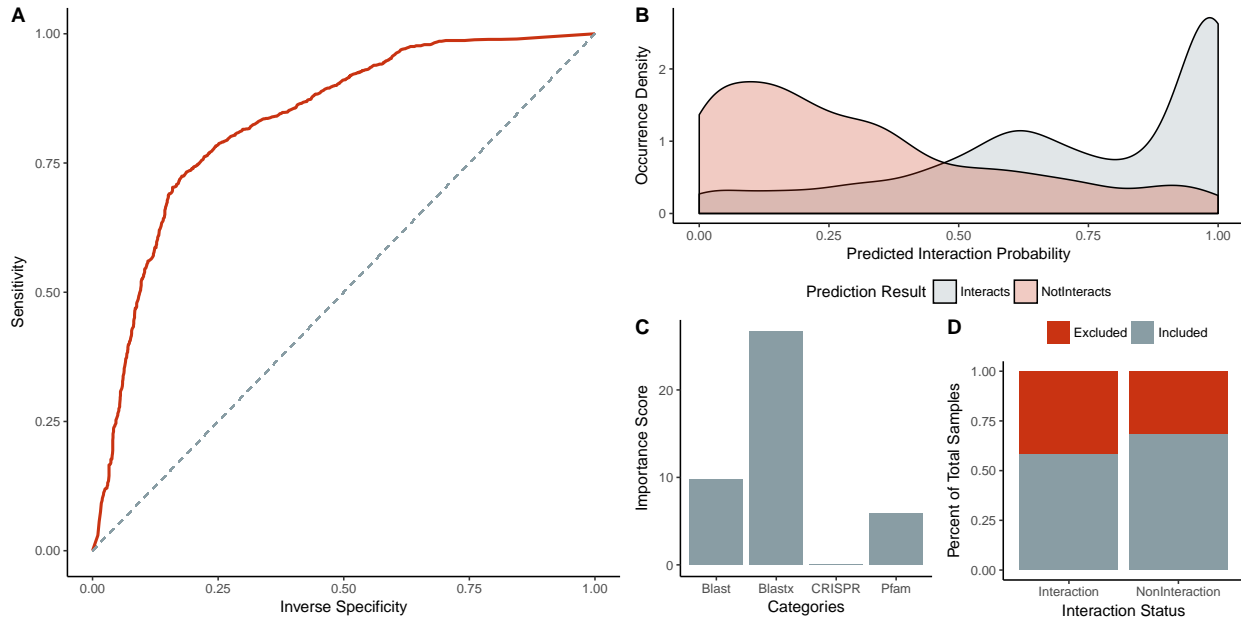 A
1.00
0.75
0.50
0.25
0.00
Sensitivity
0.00 0.25 0.50 0.75 1.00
Inverse Specificity
B
2
1
0
Occurrence Density
0.00 0.25 0.50 0.75 1.00
Predicted Interaction Probability
Prediction Result Interacts NotInteracts
C
20
10
0
Importance Score
Blast Blastx CRISPR Pfam
Categories
D
Excluded Included
1.00
0.75
0.50
0.25
0.00
Percent of Total Samples
Interaction NonInteraction
Interaction Status